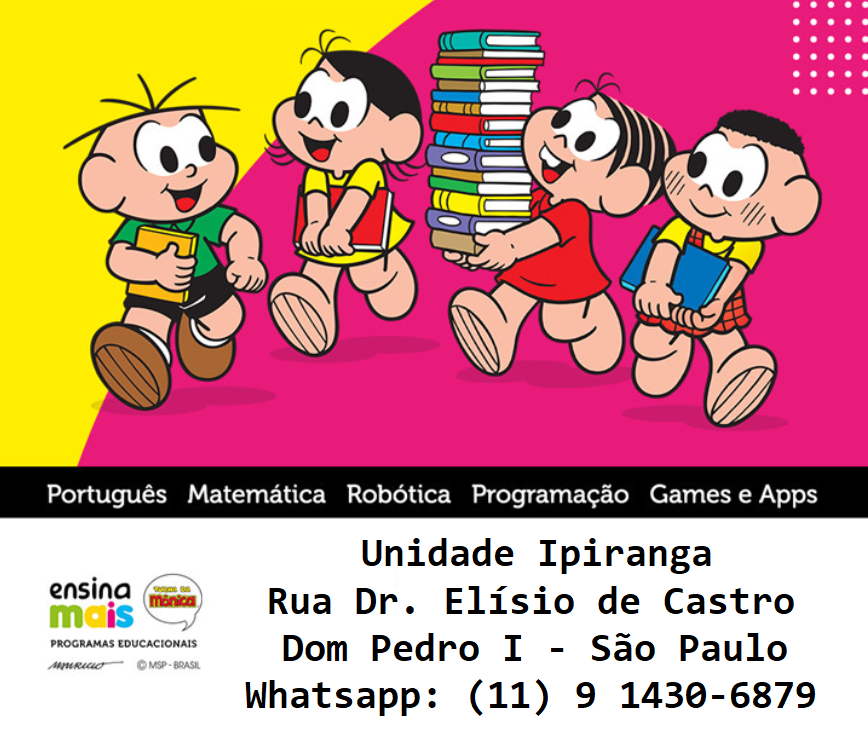 Português Matemática Robótica Programação Games e Apps
Unidade Ipiranga
Rua Dr. Elísio de Castro
Dom Pedro I - São Paulo
Whatsapp: (11) 9 1430-6879
ensina
mais
TURMA DA
Mônica
PROGRAMAS EDUCACIONAIS
MAURICIO © MSP - BRASIL